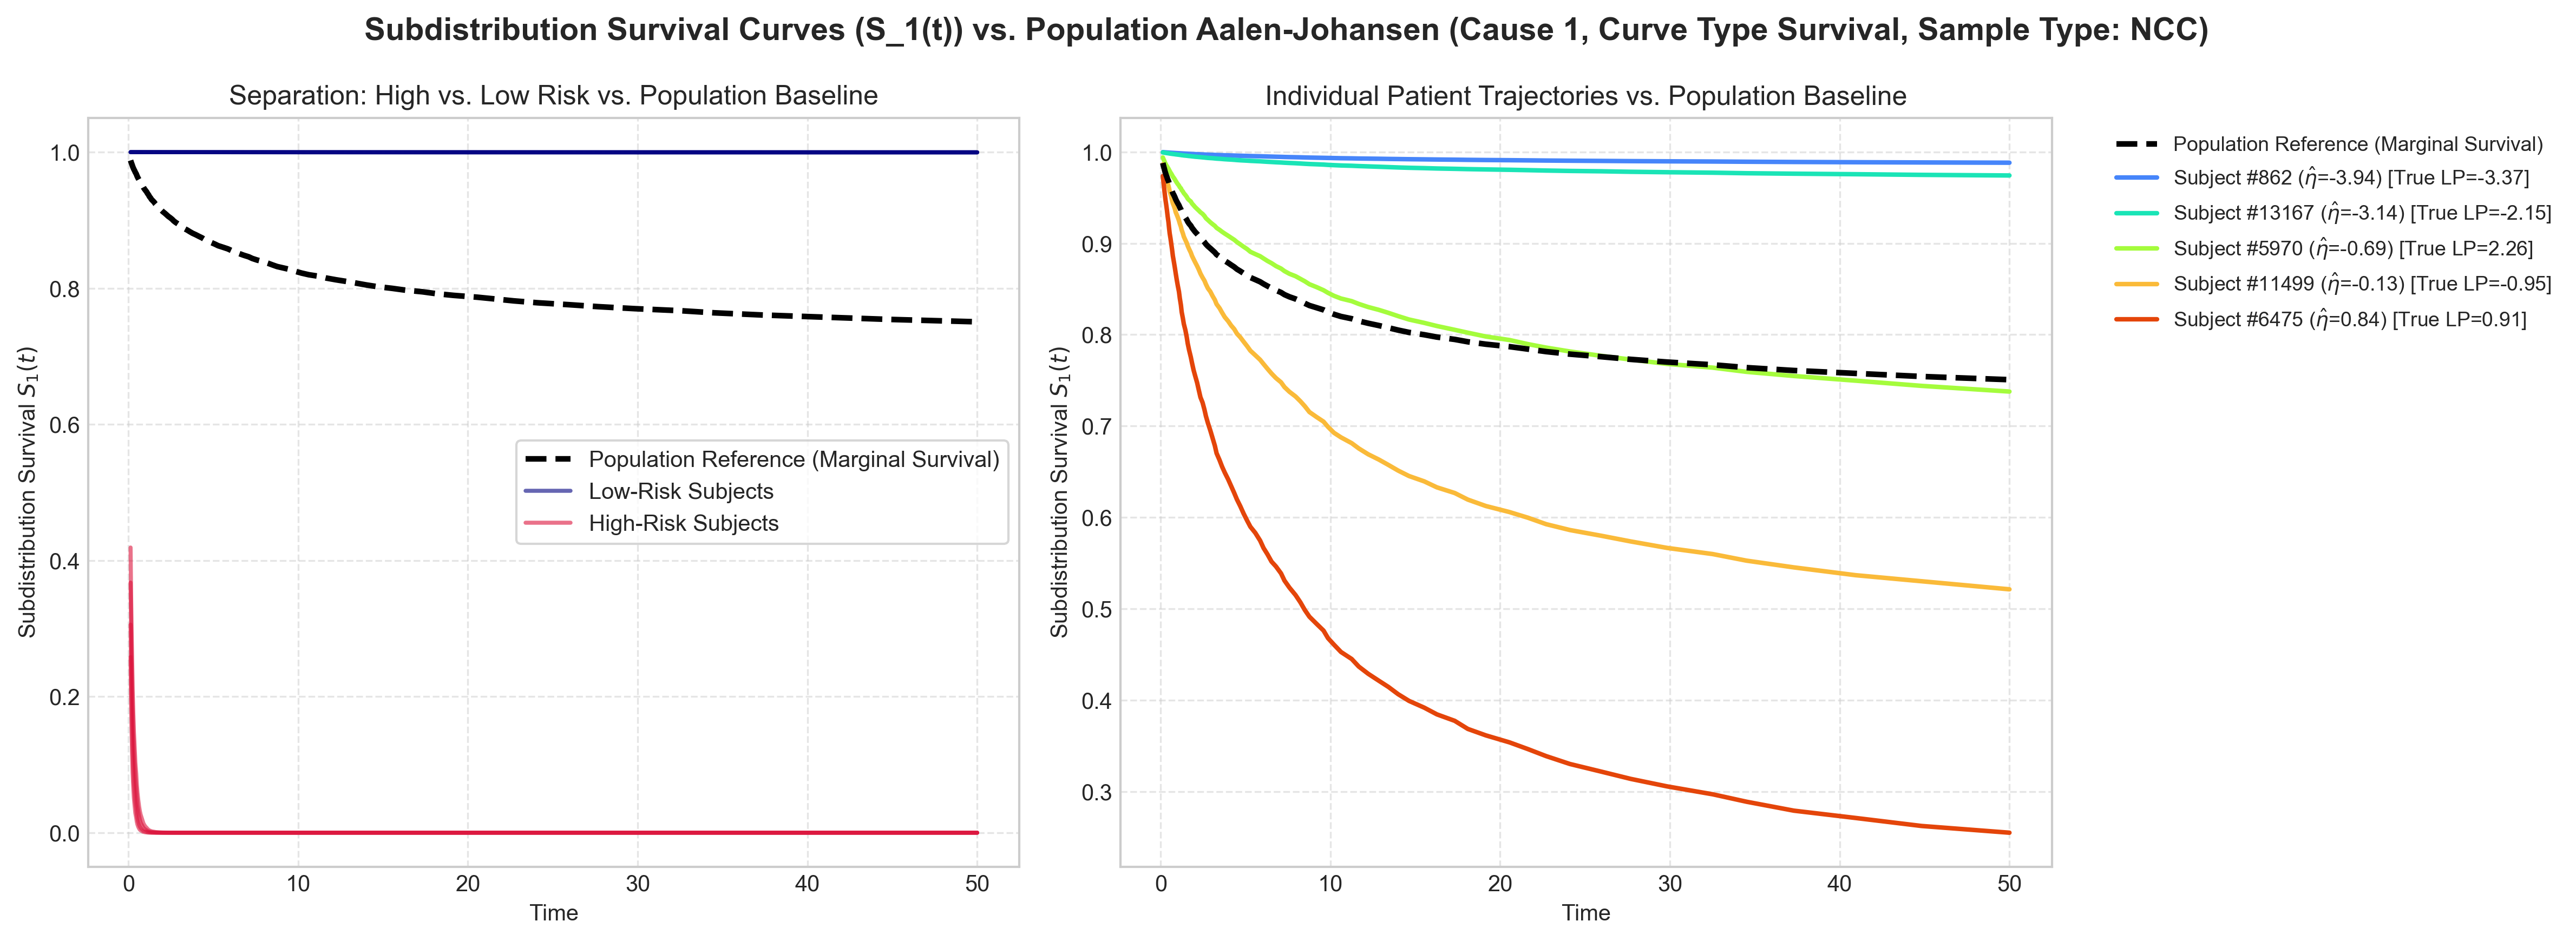 Subdistribution Survival Curves (S_1(t)) vs. Population Aalen-Johansen (Cause 1, Curve Type Survival, Sample Type: NCC)
Separation: High vs. Low Risk vs. Population Baseline
Subdistribution Survival S₁(t)
1.0
0.8
0.6
0.4
0.2
0.0
Population Reference (Marginal Survival)
Low-Risk Subjects
High-Risk Subjects
0 10 20 30 40 50
Time
Individual Patient Trajectories vs. Population Baseline
Subdistribution Survival S₁(t)
1.0
0.9
0.8
0.7
0.6
0.5
0.4
0.3
0 10 20 30 40 50
Time
Population Reference (Marginal Survival)
Subject #862 (η̂=-3.94) [True LP=-3.37]
Subject #13167 (η̂=-3.14) [True LP=-2.15]
Subject #5970 (η̂=-0.69) [True LP=2.26]
Subject #11499 (η̂=-0.13) [True LP=-0.95]
Subject #6475 (η̂=0.84) [True LP=0.91]